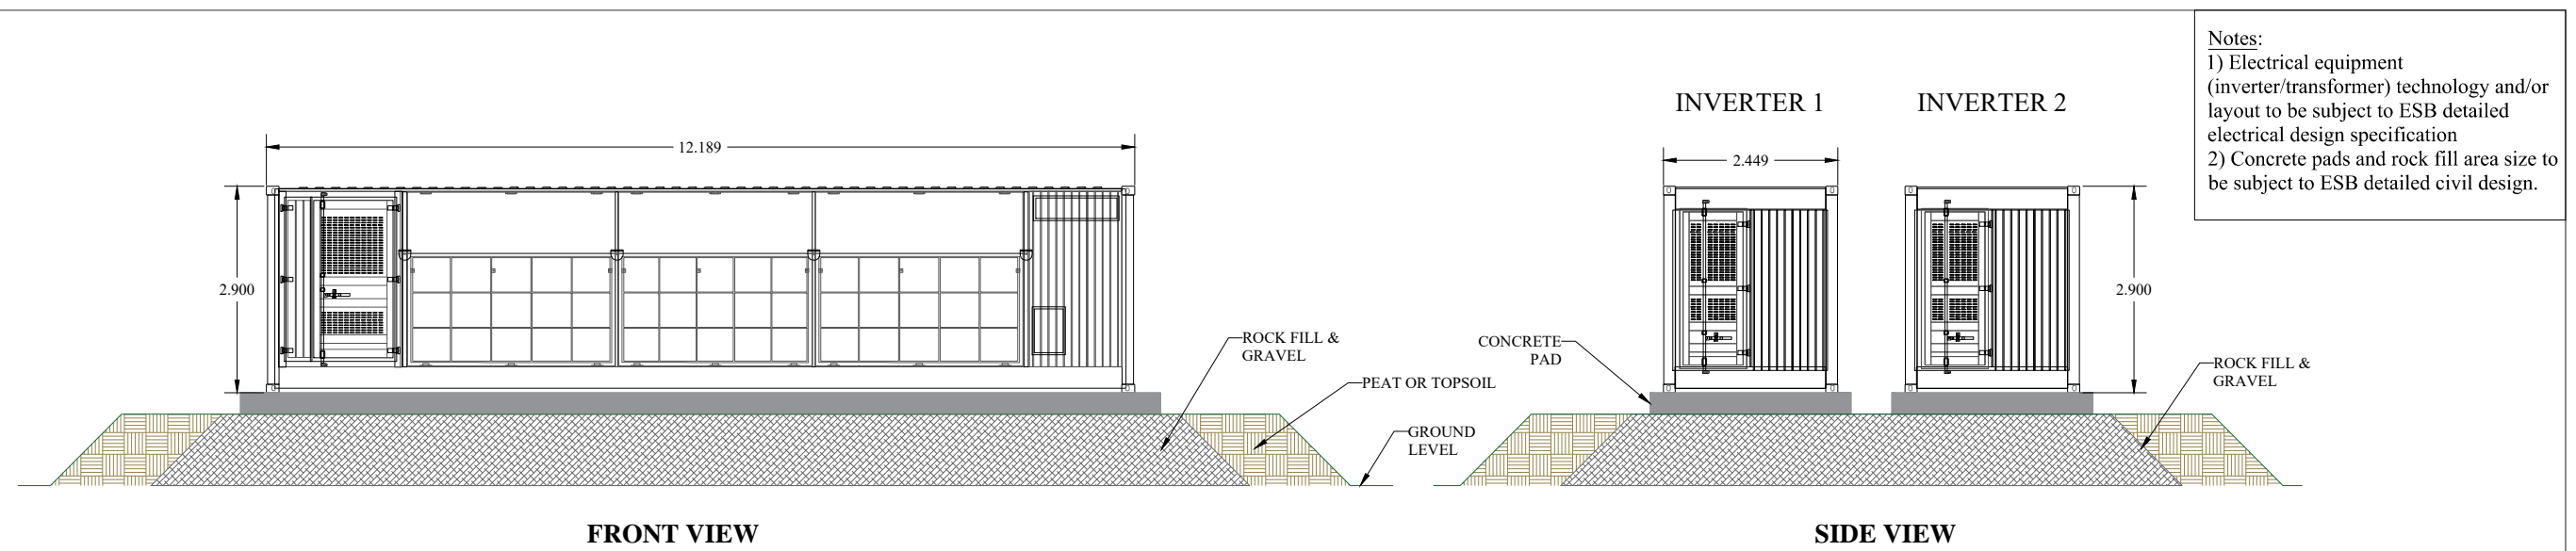 Notes:
1) Electrical equipment
(inverter/transformer) technology and/or
layout to be subject to ESB detailed
electrical design specification
2) Concrete pads and rock fill area size to
be subject to ESB detailed civil design.
INVERTER 1
INVERTER 2
12.189
2.449
2.900
2.900
ROCK FILL &
GRAVEL
PEAT OR TOPSOIL
GROUND
LEVEL
CONCRETE
PAD
ROCK FILL &
GRAVEL
FRONT VIEW
SIDE VIEW